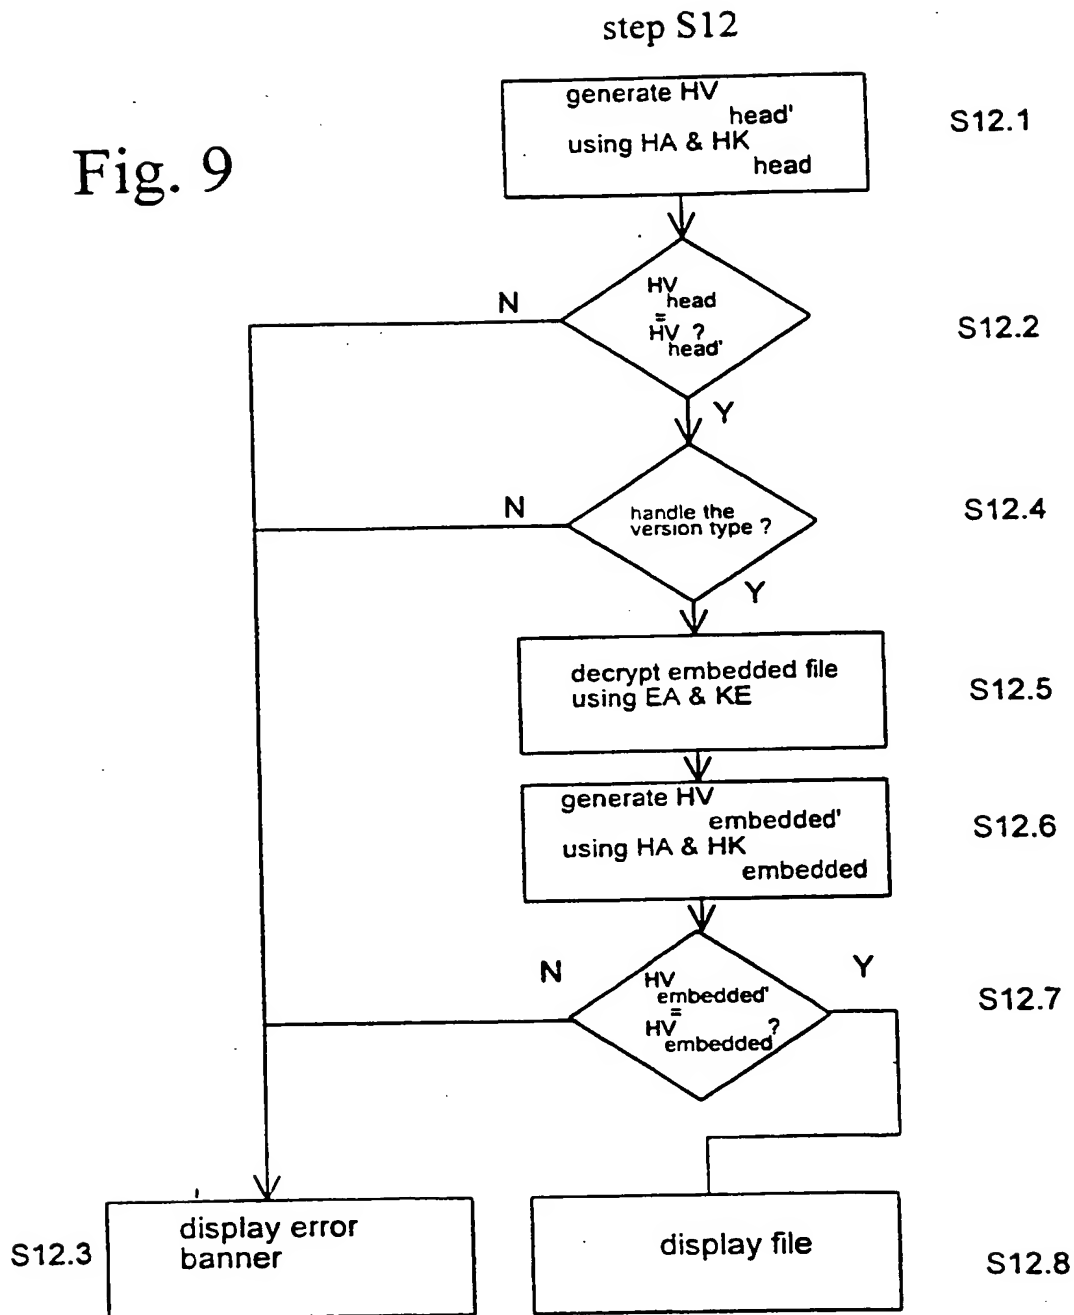 step S12
Fig. 9
generate HV
head'
using HA & HK
head
S12.1
N
HV
head
=
HV ?
head'
S12.2
Y
N
handle the
version type ?
S12.4
Y
decrypt embedded file
using EA & KE
S12.5
generate HV
embedded'
using HA & HK
embedded
S12.6
N
HV
embedded'
=
HV ?
embedded
Y
S12.7
S12.3
display error
banner
display file
S12.8